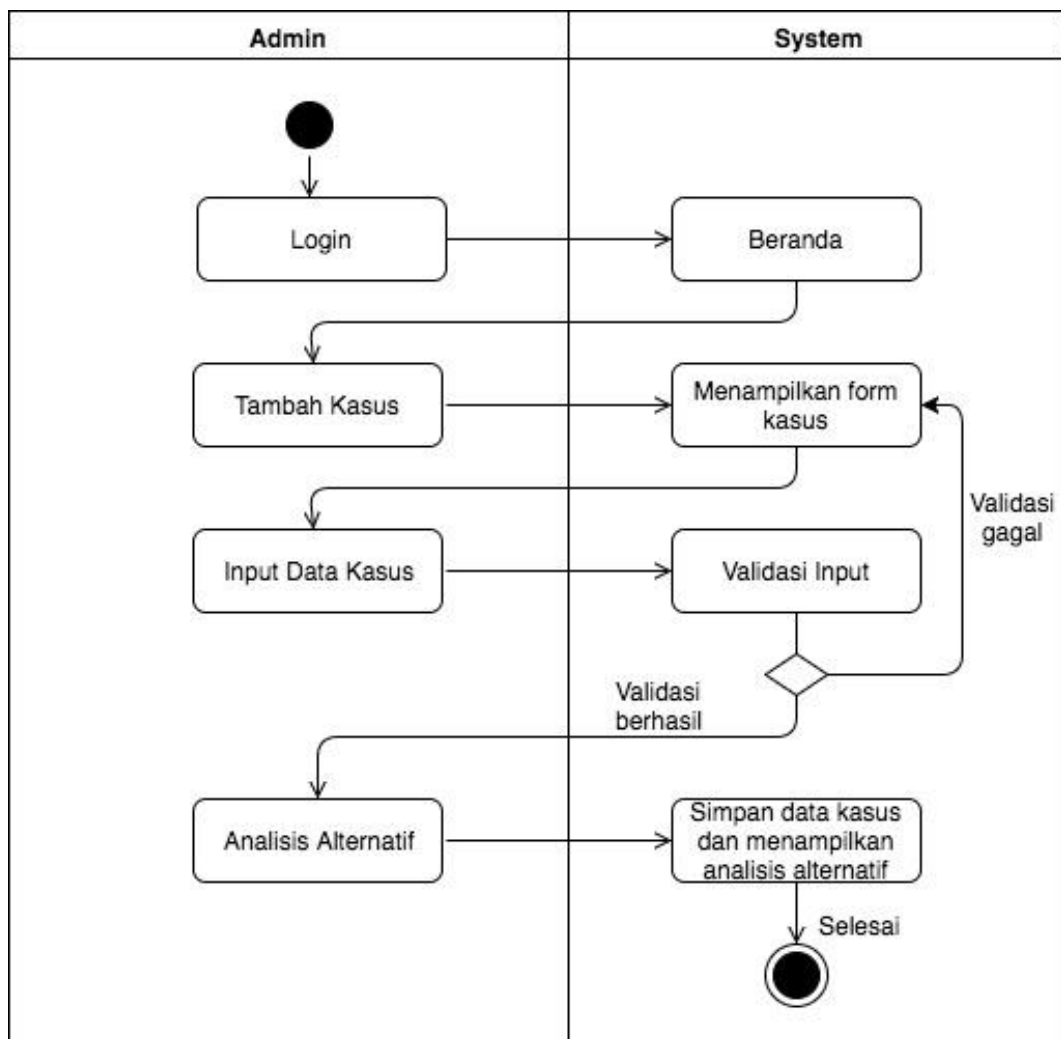 Admin
System
Login
Beranda
Tambah Kasus
Menampilkan form
kasus
Validasi
gagal
Input Data Kasus
Validasi Input
Validasi
berhasil
Analisis Alternatif
Simpan data kasus
dan menampilkan
analisis alternatif
Selesai